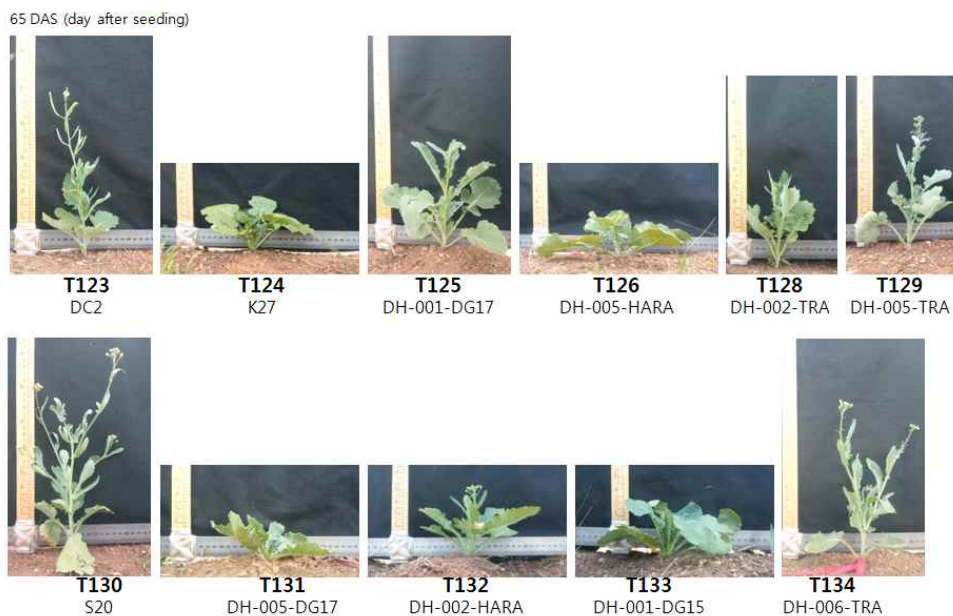 65 DAS (day after seeding)
T123
DC2
T124
K27
T125
DH-001-DG17
T126
DH-005-HARA
T128
DH-002-TRA
T129
DH-005-TRA
T130
S20
T131
DH-005-DG17
T132
DH-002-HARA
T133
DH-001-DG15
T134
DH-006-TRA